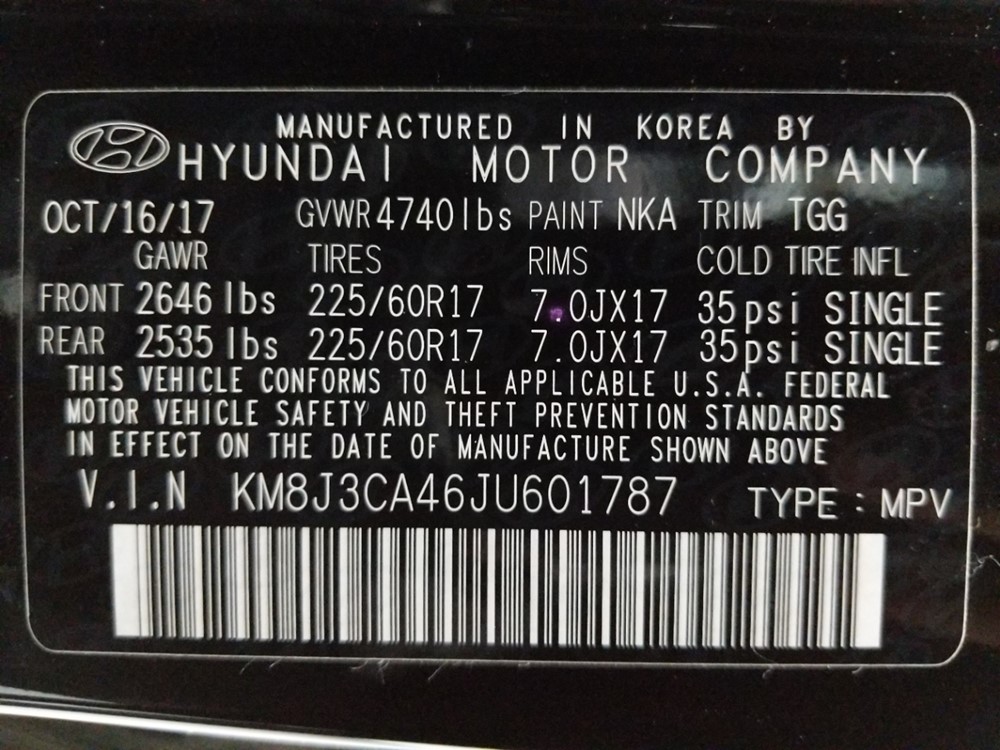 MANUFACTURED IN KOREA BY
HYUNDAI MOTOR COMPANY
OCT/16/17 GVWR 4740lbs PAINT NKA TRIM TGG
GAWR TIRES RIMS COLD TIRE INFL
FRONT 2646 lbs 225/60R17 7.0JX17 35psi SINGLE
REAR 2535 lbs 225/60R17 7.0JX17 35psi SINGLE
THIS VEHICLE CONFORMS TO ALL APPLICABLE U.S.A. FEDERAL
MOTOR VEHICLE SAFETY AND THEFT PREVENTION STANDARDS
IN EFFECT ON THE DATE OF MANUFACTURE SHOWN ABOVE
V.I.N KM8J3CA46JU601787 TYPE : MPV